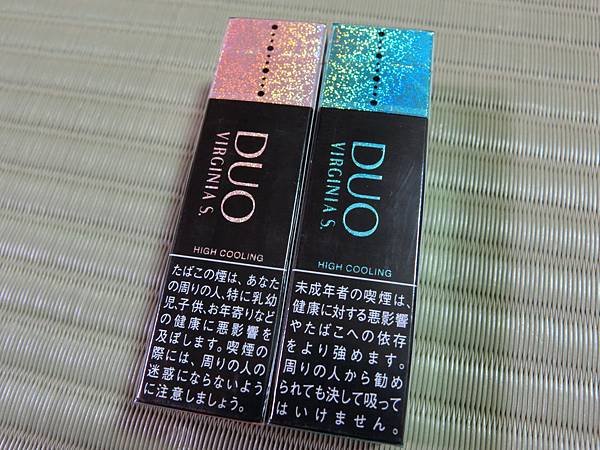 DUO
VIRGINIA S.
HIGH COOLING
たばこの煙は、あなた
の周りの人、特に乳幼
児、子供、お年寄りなど
の健康に悪影響を
及ぼします。喫煙の
際には、周りの人の
迷惑にならないよう
に注意しましょう。
DUO
VIRGINIA S.
HIGH COOLING
未成年者の喫煙は、
健康に対する悪影響
やたばこへの依存
をより強めます。
周りの人から勧め
られても決して吸って
はいけません。